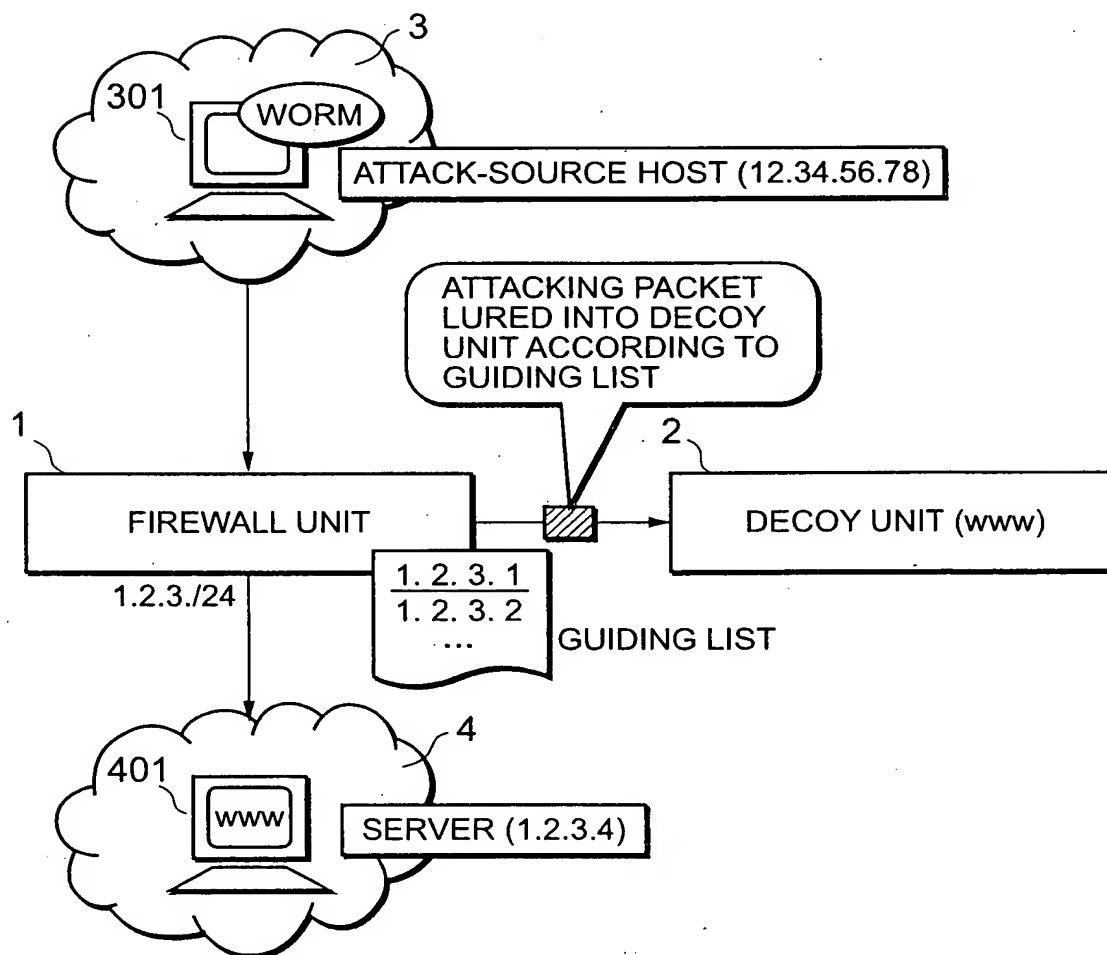 3
301
WORM
ATTACK-SOURCE HOST (12.34.56.78)
ATTACKING PACKET
LURED INTO DECOY
UNIT ACCORDING TO
GUIDING LIST
1
2
FIREWALL UNIT
DECOY UNIT (www)
1.2.3./24
1. 2. 3. 1
1. 2. 3. 2
...
GUIDING LIST
4
401
www
SERVER (1.2.3.4)